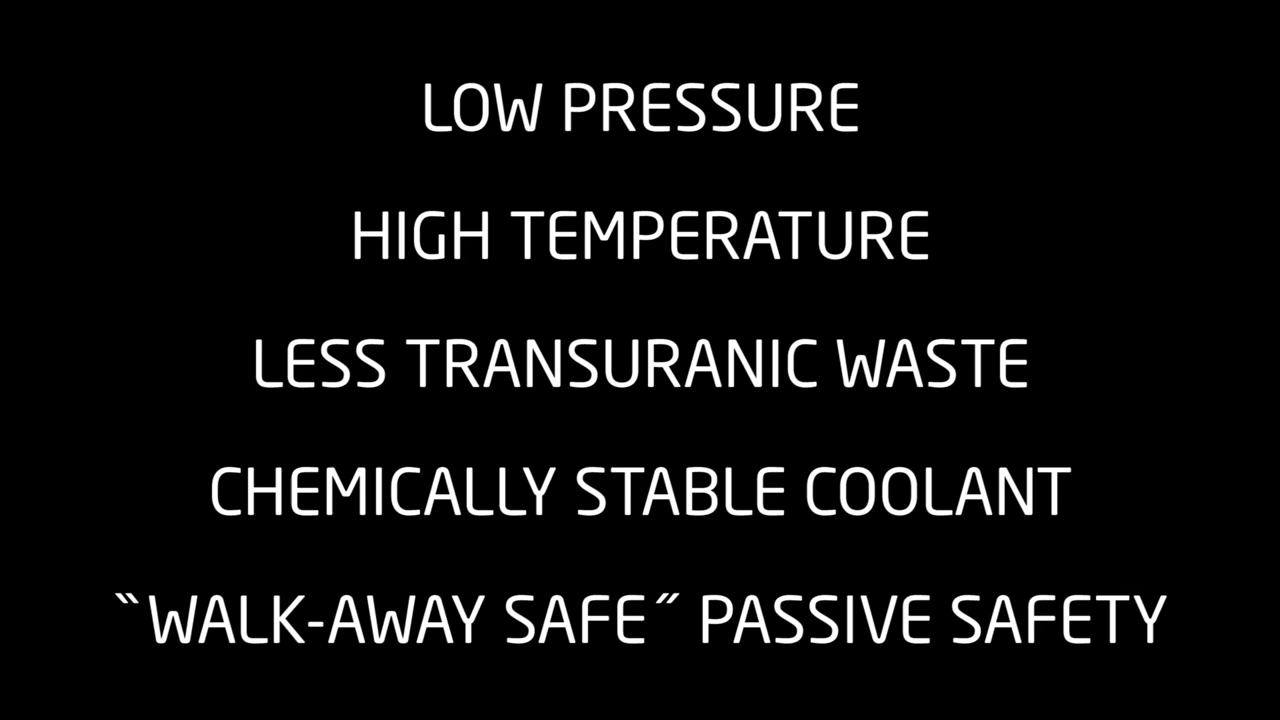 LOW PRESSURE
HIGH TEMPERATURE
LESS TRANSURANIC WASTE
CHEMICALLY STABLE COOLANT
“WALK-AWAY SAFE” PASSIVE SAFETY